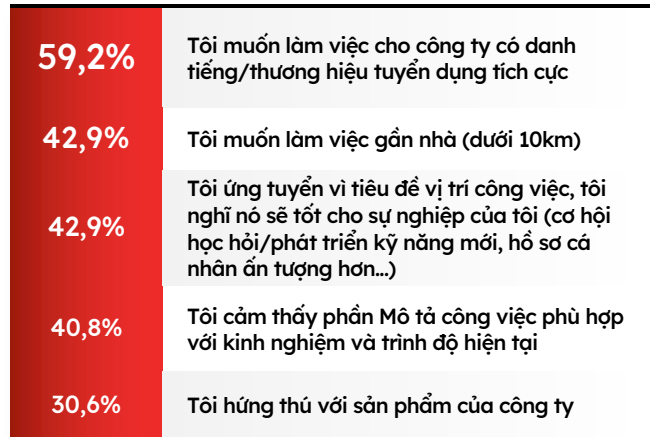 59,2%
Tôi muốn làm việc cho công ty có danh
tiếng/thương hiệu tuyển dụng tích cực
42,9%
Tôi muốn làm việc gần nhà (dưới 10km)
42,9%
Tôi ứng tuyển vì tiêu đề vị trí công việc, tôi
nghĩ nó sẽ tốt cho sự nghiệp của tôi (cơ hội
học hỏi/phát triển kỹ năng mới, hồ sơ cá
nhân ấn tượng hơn...)
40,8%
Tôi cảm thấy phần Mô tả công việc phù hợp
với kinh nghiệm và trình độ hiện tại
30,6%
Tôi hứng thú với sản phẩm của công ty